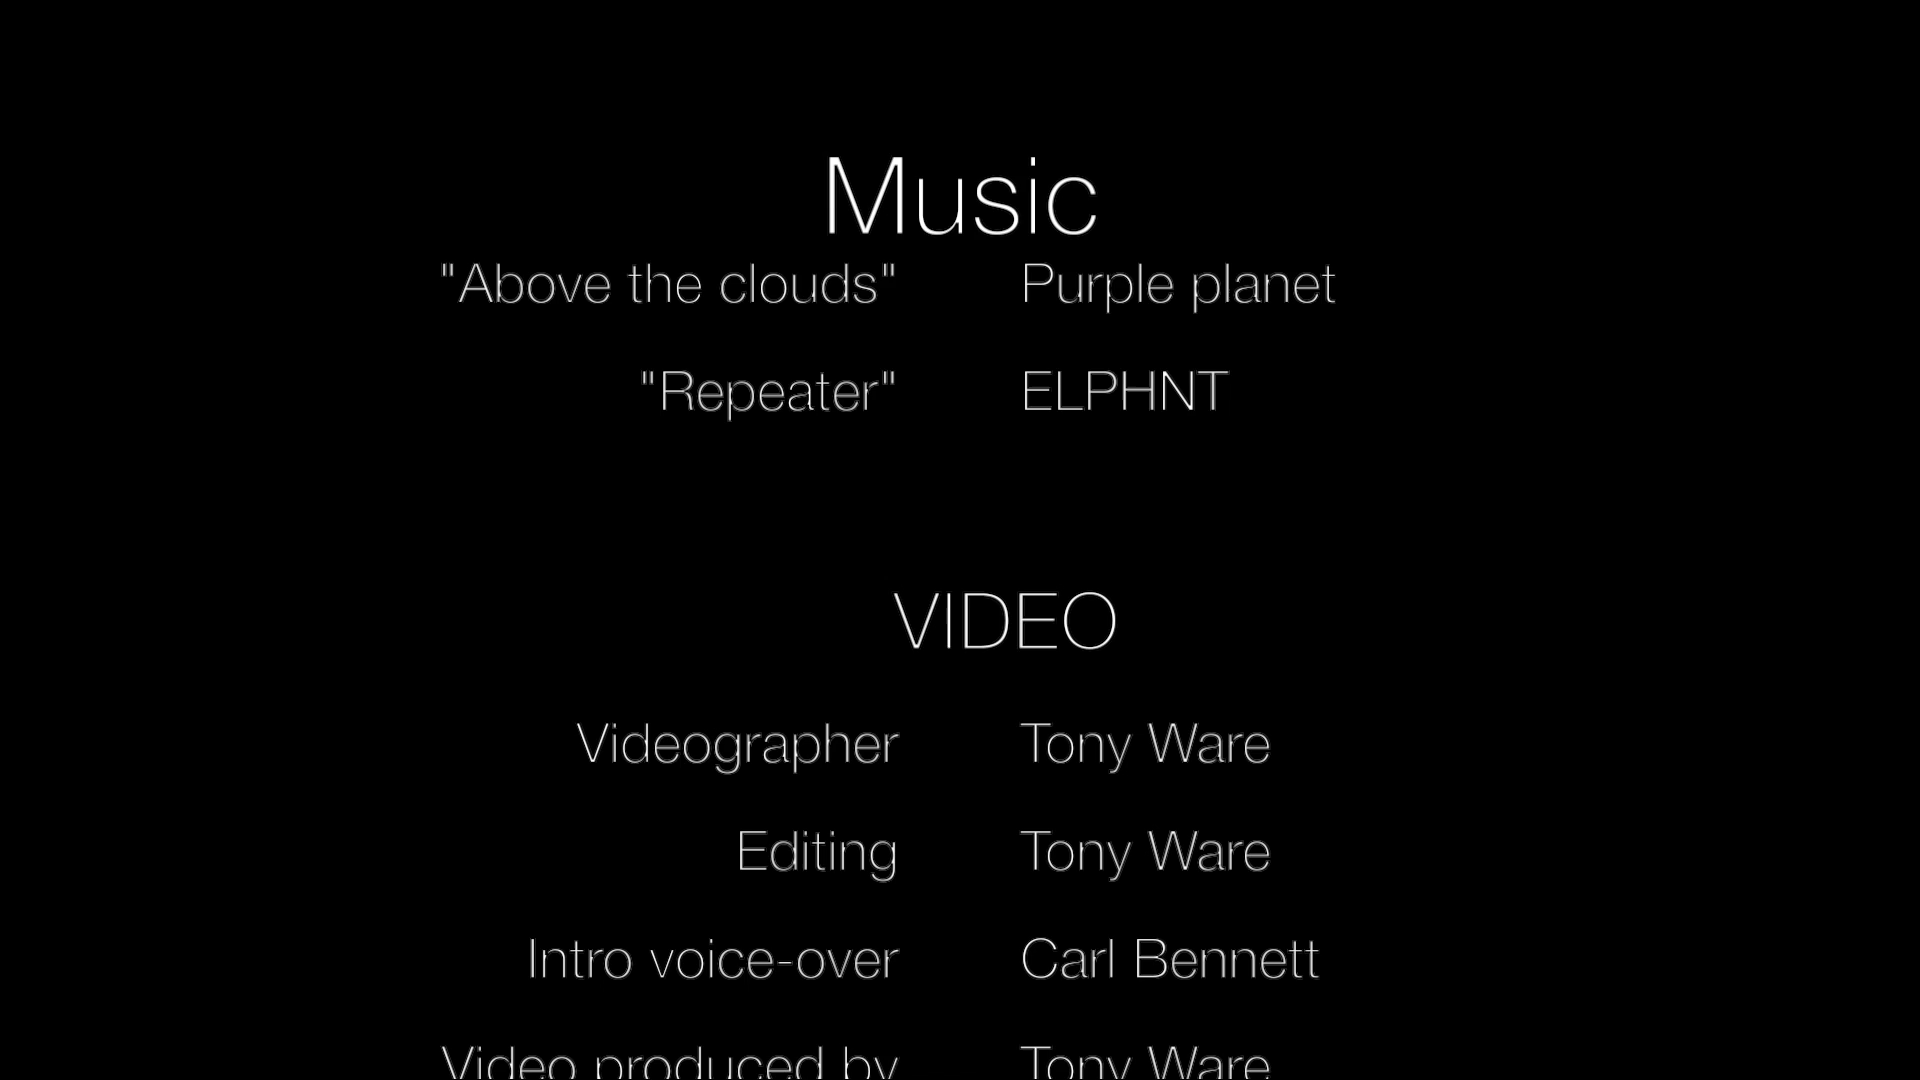 Music
"Above the clouds" Purple planet
"Repeater" ELPHNT
VIDEO
Videographer Tony Ware
Editing Tony Ware
Intro voice-over Carl Bennett
Video produced by Tony Ware